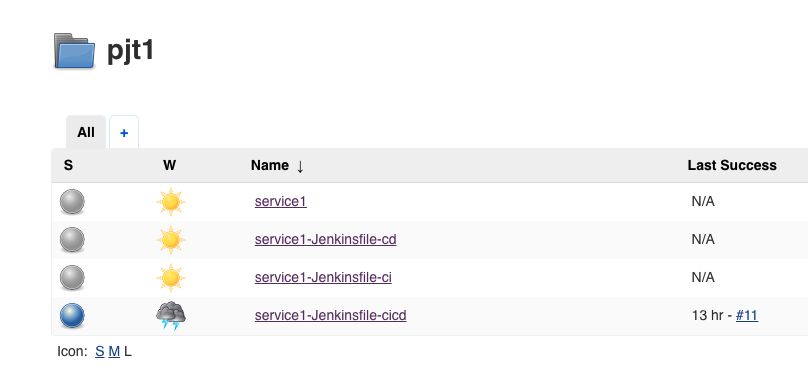 pjt1
All +
S W Name ↓ Last Success
service1 N/A
service1-Jenkinsfile-cd N/A
service1-Jenkinsfile-ci N/A
service1-Jenkinsfile-cicd 13 hr - #11
Icon: S M L